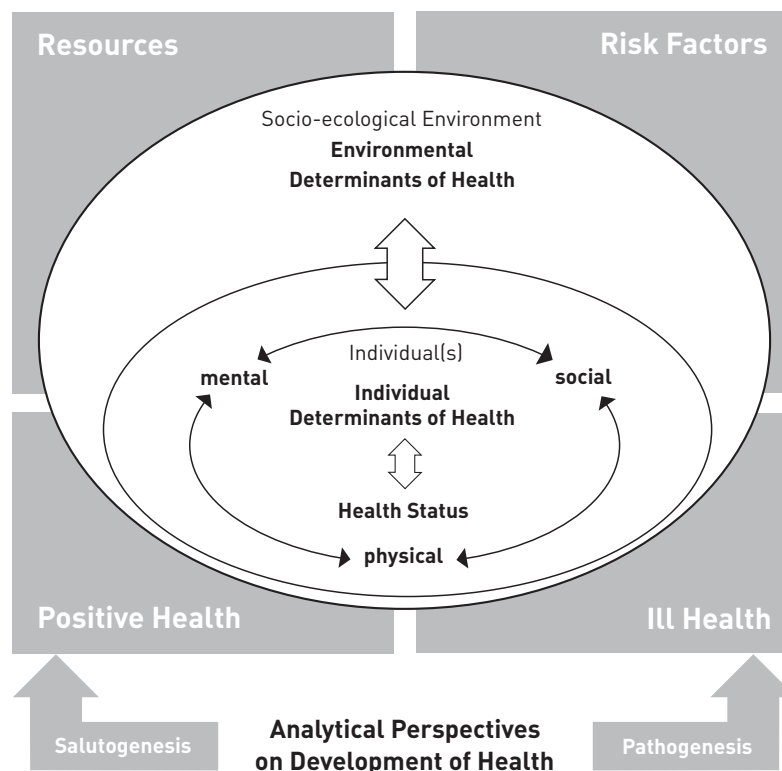 Resources
Risk Factors
Socio-ecological Environment
Environmental
Determinants of Health
Individual(s)
mental
social
Individual
Determinants of Health
Health Status
physical
Positive Health
Ill Health
Salutogenesis
Analytical Perspectives
on Development of Health
Pathogenesis